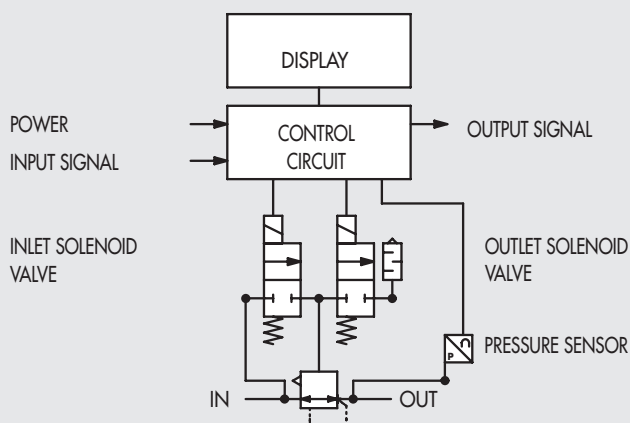 DISPLAY
POWER
CONTROL
CIRCUIT
OUTPUT SIGNAL
INPUT SIGNAL
INLET SOLENOID
VALVE
OUTLET SOLENOID
VALVE
P
PRESSURE SENSOR
IN
OUT